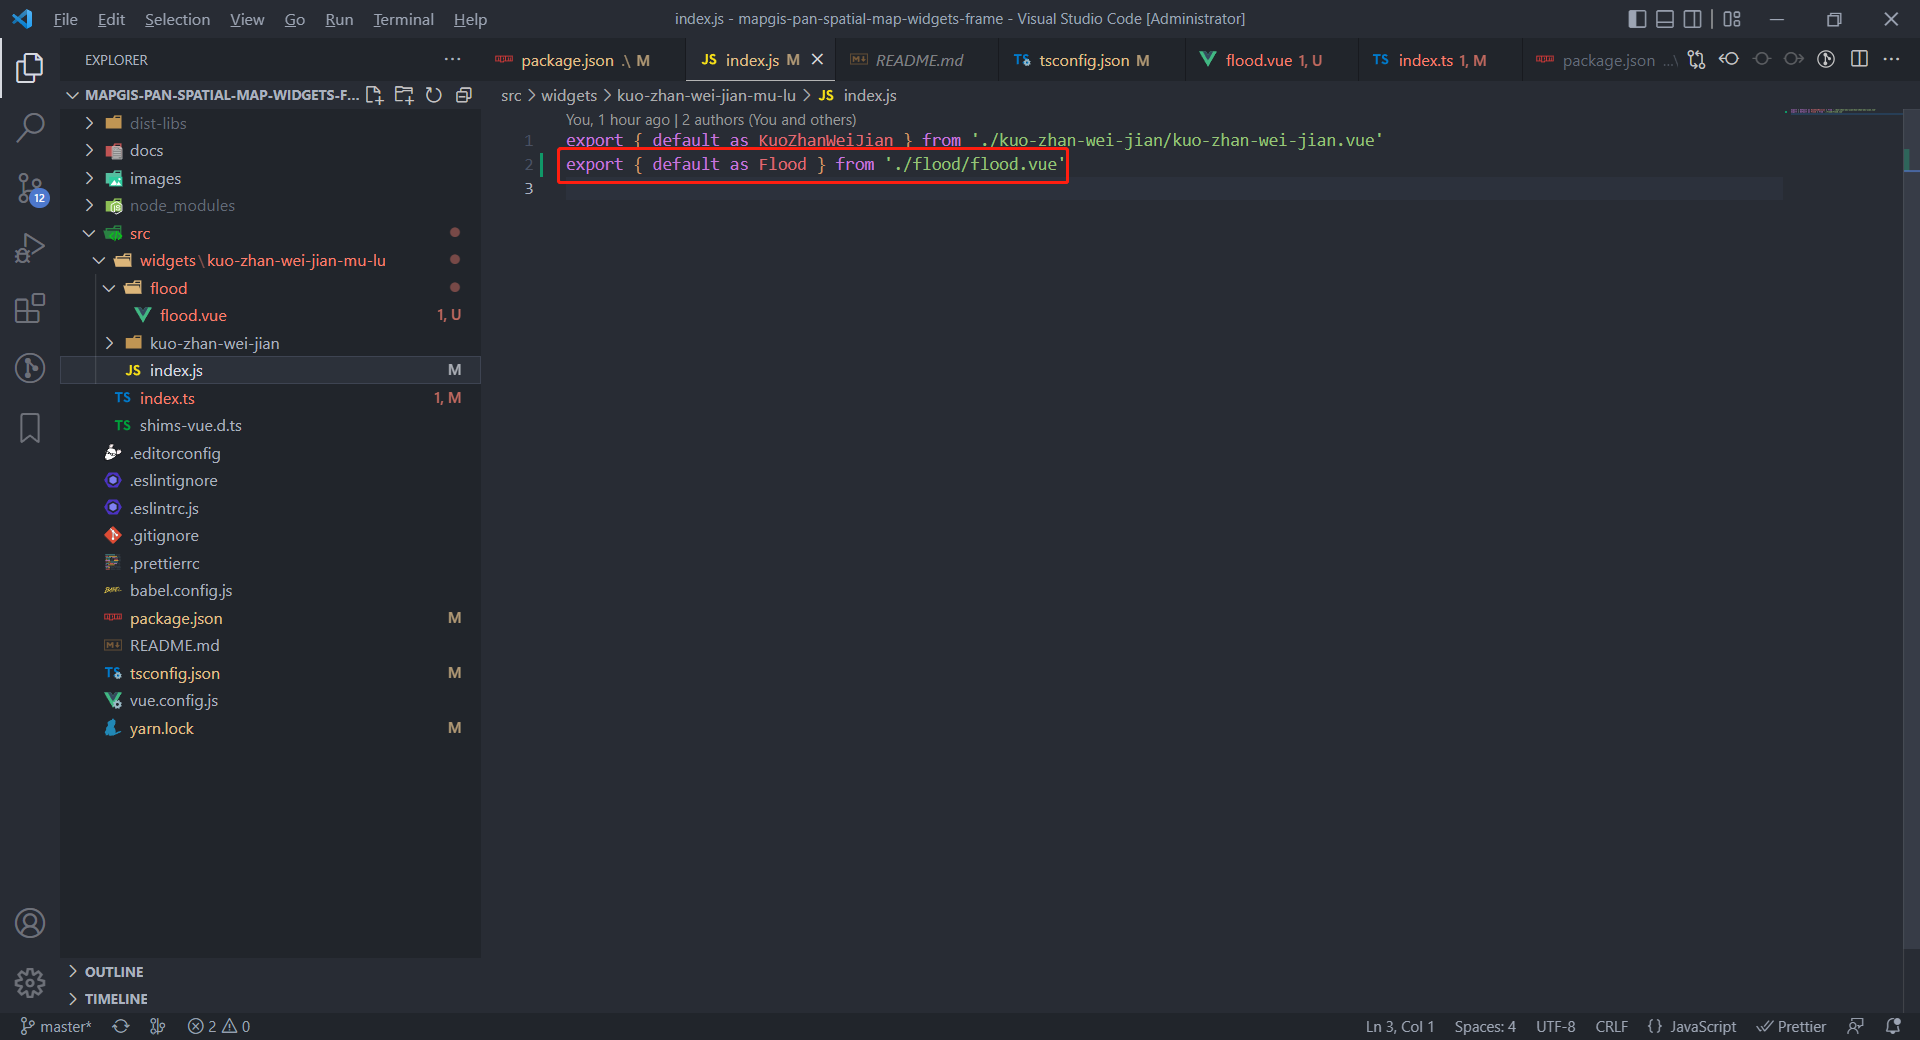 File Edit Selection View Go Run Terminal Help
index.js - mapgis-pan-spatial-map-widgets-frame - Visual Studio Code [Administrator]
EXPLORER
package.json .\ M
JS index.js M
README.md
TS tsconfig.json M
flood.vue 1, U
TS index.ts 1, M
package.json ...\
MAPGIS-PAN-SPATIAL-MAP-WIDGETS-F...
src > widgets > kuo-zhan-wei-jian-mu-lu > JS index.js
You, 1 hour ago | 2 authors (You and others)
1 export { default as KuoZhanWeiJian } from './kuo-zhan-wei-jian/kuo-zhan-wei-jian.vue'
2 export { default as Flood } from './flood/flood.vue'
3
dist-libs
docs
images
12
node_modules
src
widgets\kuo-zhan-wei-jian-mu-lu
flood
flood.vue 1, U
kuo-zhan-wei-jian
JS index.js M
TS index.ts 1, M
TS shims-vue.d.ts
.editorconfig
.eslintignore
.eslintrc.js
.gitignore
.prettierrc
babel.config.js
package.json M
README.md
TS tsconfig.json M
vue.config.js
yarn.lock M
OUTLINE
TIMELINE
master* 2 0
Ln 3, Col 1 Spaces: 4 UTF-8 CRLF {} JavaScript Prettier